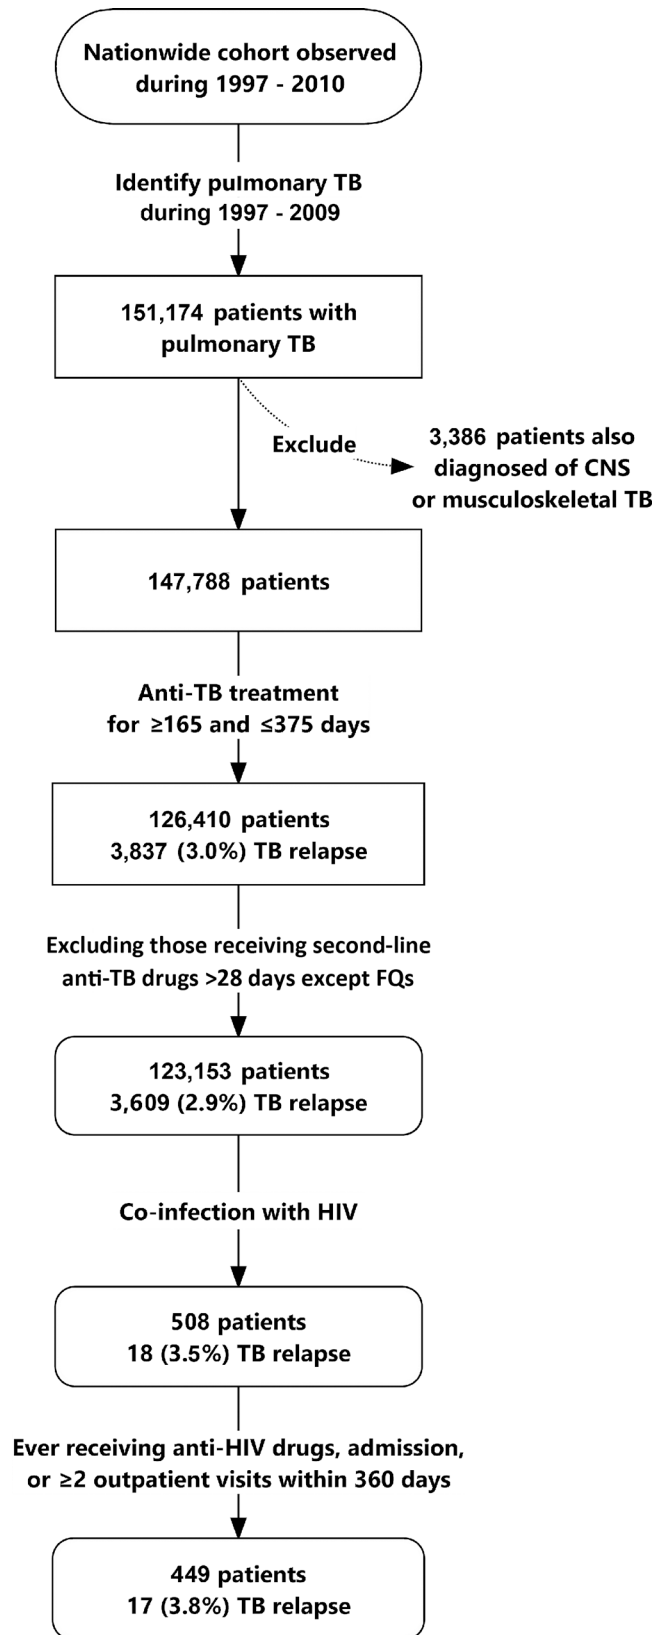 Nationwide cohort observed
during 1997 - 2010
Identify pulmonary TB
during 1997 - 2009
151,174 patients with
pulmonary TB
Exclude
3,386 patients also
diagnosed of CNS
or musculoskeletal TB
147,788 patients
Anti-TB treatment
for ≥165 and ≤375 days
126,410 patients
3,837 (3.0%) TB relapse
Excluding those receiving second-line
anti-TB drugs >28 days except FQs
123,153 patients
3,609 (2.9%) TB relapse
Co-infection with HIV
508 patients
18 (3.5%) TB relapse
Ever receiving anti-HIV drugs, admission,
or ≥2 outpatient visits within 360 days
449 patients
17 (3.8%) TB relapse